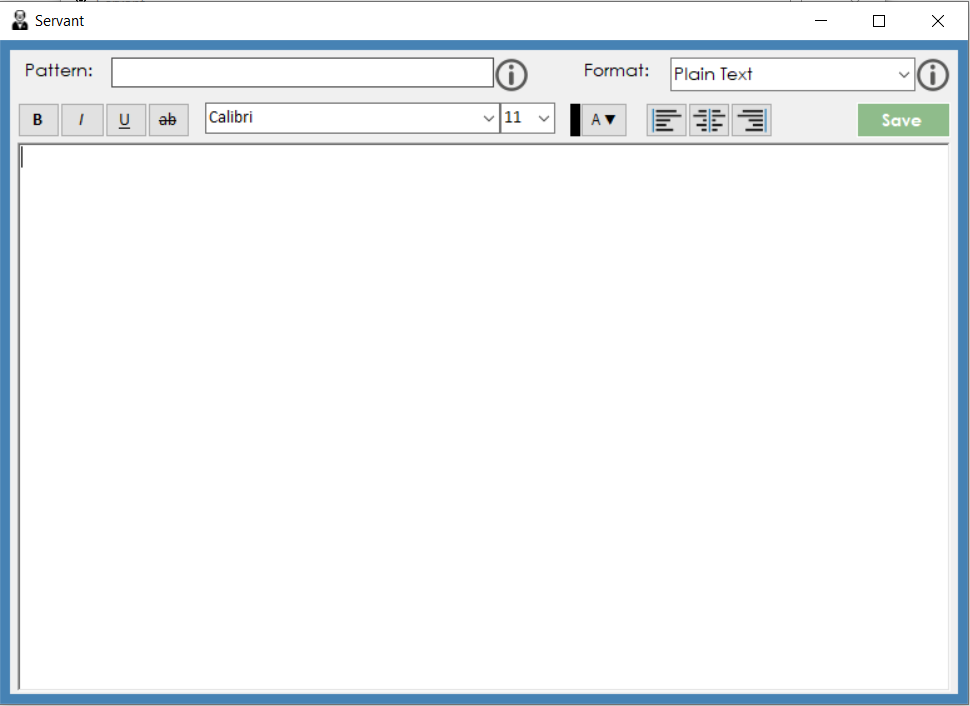 Servant
Pattern: Format: Plain Text
B I U ab Calibri 11 A▼ Save